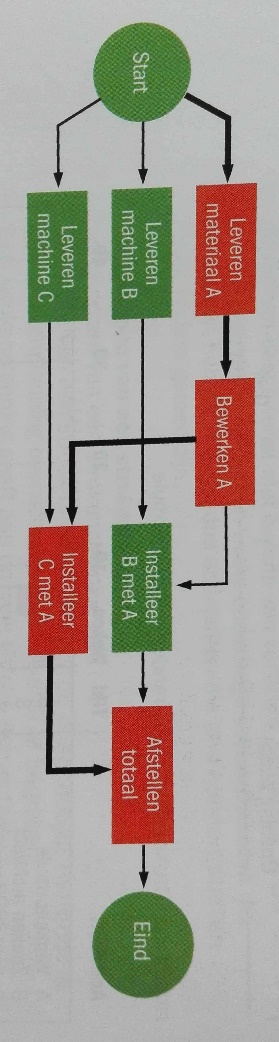 Start
Leveren
materiaal A
Bewerken A
Leveren
machine B
Installeer
B met A
Afstellen
totaal
Eind
Leveren
machine C
Installeer
C met A